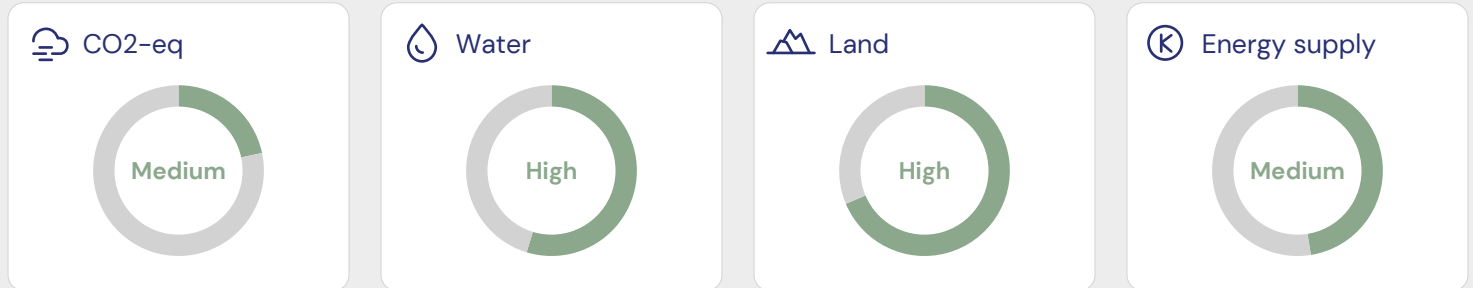 CO2-eq
Medium
Water
High
Land
High
Energy supply
Medium